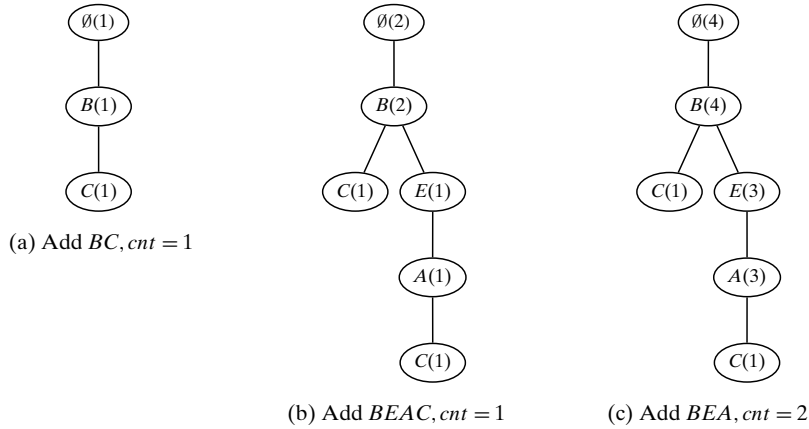 ∅(1) ∅(2) ∅(4)
B(1) B(2) B(4)
C(1) C(1) E(1) C(1) E(3)
(a) Add BC, cnt = 1
A(1) A(3)
C(1) C(1)
(b) Add BEAC, cnt = 1 (c) Add BEA, cnt = 2